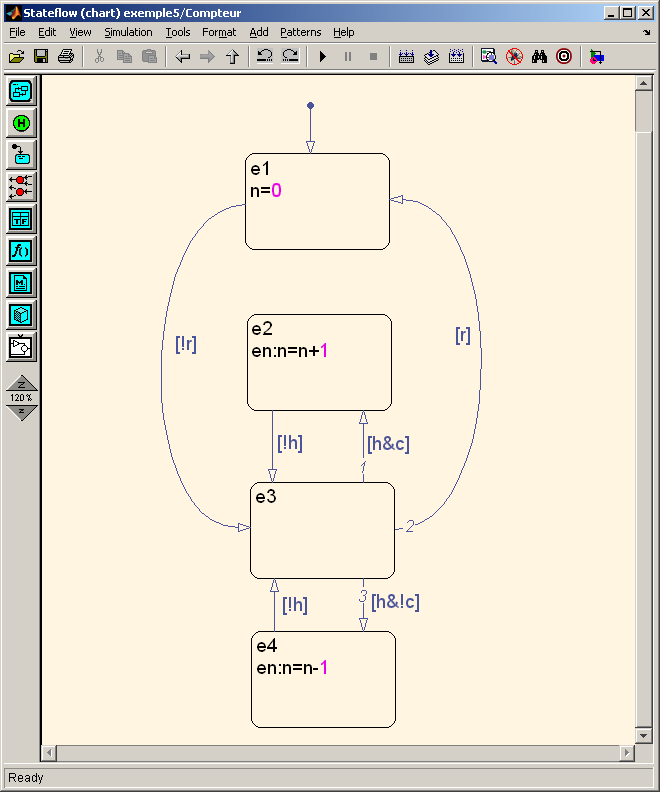 Stateflow (chart) exemple5/Compteur
File Edit View Simulation Tools Format Add Patterns Help
e1
n=0
e2
[!r]
[r]
en:n=n+1
120%
[!h]
[h&c]
1
e3
2
3
[!h]
[h&!c]
e4
en:n=n-1
Ready